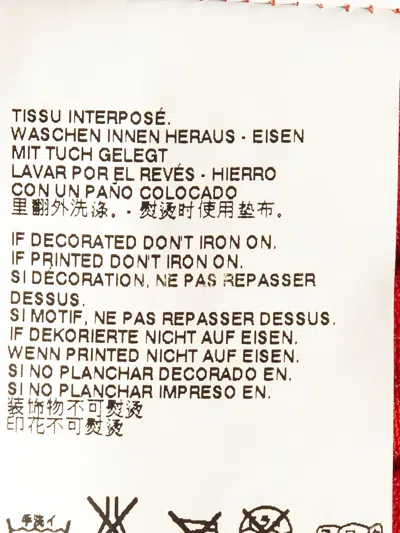 TISSU INTERPOSÉ.
WASCHEN INNEN HERAUS - EISEN
MIT TUCH GELEGT
LAVAR POR EL REVÉS - HIERRO
CON UN PAÑO COLOCADO
里翻外洗涤。- 熨烫时使用垫布。
IF DECORATED DON'T IRON ON.
IF PRINTED DON'T IRON ON.
SI DÉCORATION, NE PAS REPASSER
DESSUS.
SI MOTIF, NE PAS REPASSER DESSUS.
IF DEKORIERTE NICHT AUF EISEN.
WENN PRINTED NICHT AUF EISEN.
SI NO PLANCHAR DECORADO EN.
SI NO PLANCHAR IMPRESO EN.
装饰物不可熨烫
印花不可熨烫
手洗イ